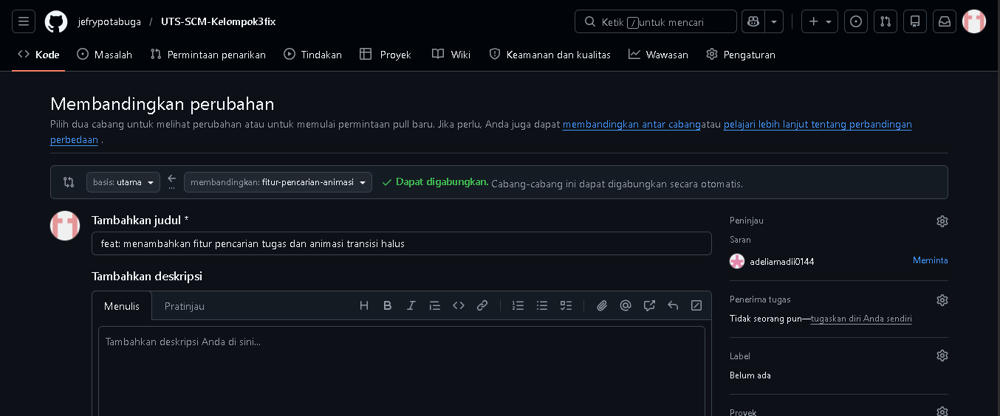 jefrypotabuga / UTS-SCM-Kelompok3fix
Ketik / untuk mencari
Kode Masalah Permintaan penarikan Tindakan Proyek Wiki Keamanan dan kualitas Wawasan Pengaturan
Membandingkan perubahan
Pilih dua cabang untuk melihat perubahan atau untuk memulai permintaan pull baru. Jika perlu, Anda juga dapat membandingkan antar cabangatau pelajari lebih lanjut tentang perbandingan
perbedaan .
basis: utama ← ... membandingkan: fitur-pencarian-animasi Dapat digabungkan. Cabang-cabang ini dapat digabungkan secara otomatis.
Tambahkan judul *
feat: menambahkan fitur pencarian tugas dan animasi transisi halus
Tambahkan deskripsi
Menulis Pratinjau
Tambahkan deskripsi Anda di sini...
Peninjau
Saran
adeliamadii0144 Meminta
Penerima tugas
Tidak seorang pun—tugaskan diri Anda sendiri
Label
Belum ada
Proyek